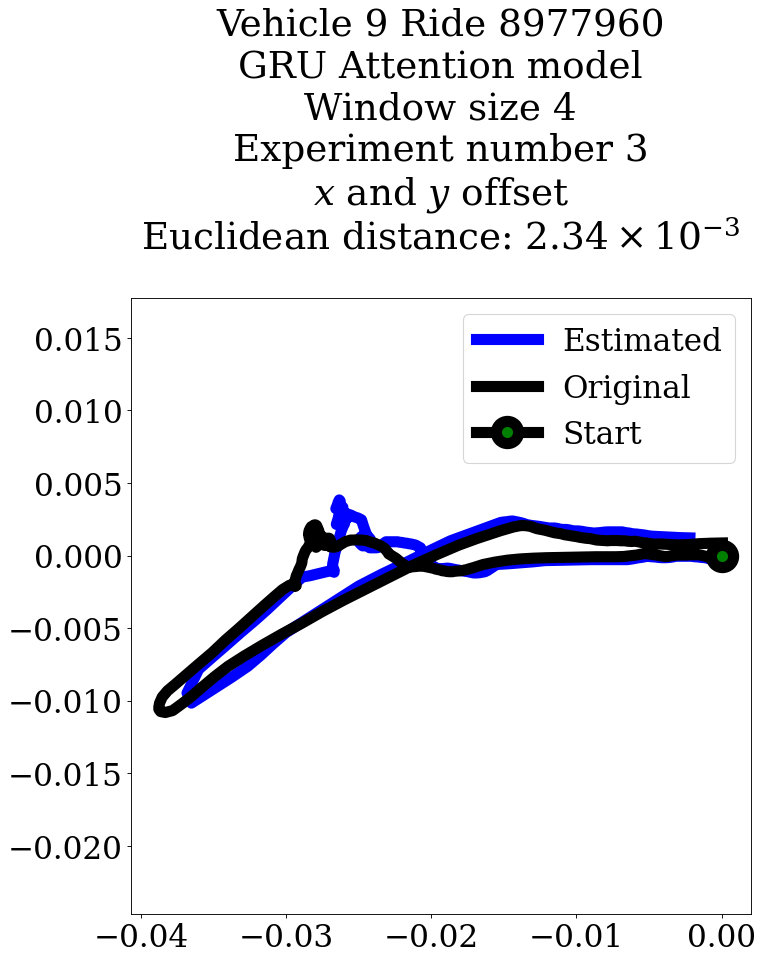 Vehicle 9 Ride 8977960
GRU Attention model
Window size 4
Experiment number 3
x and y offset
Euclidean distance: 2.34 × 10⁻³
Estimated
Original
Start
0.015
0.010
0.005
0.000
−0.005
−0.010
−0.015
−0.020
−0.04 −0.03 −0.02 −0.01 0.00